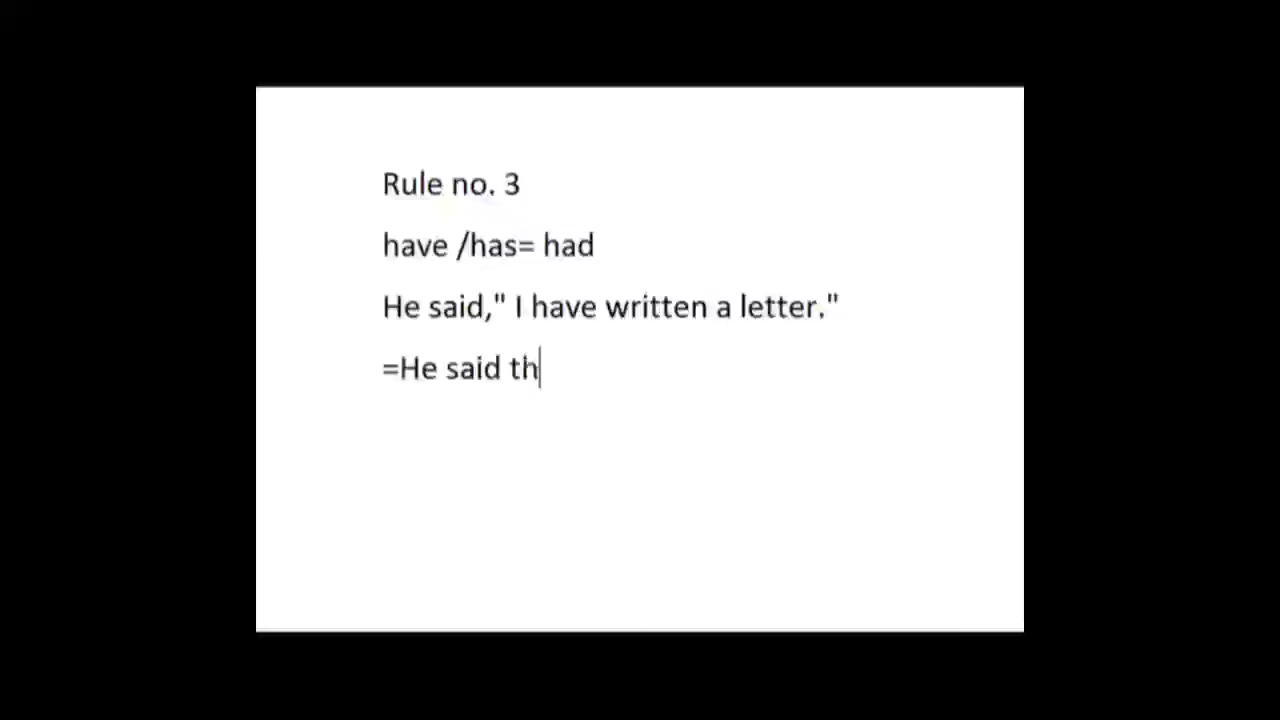 Rule no. 3
have /has= had
He said," I have written a letter."
=He said th